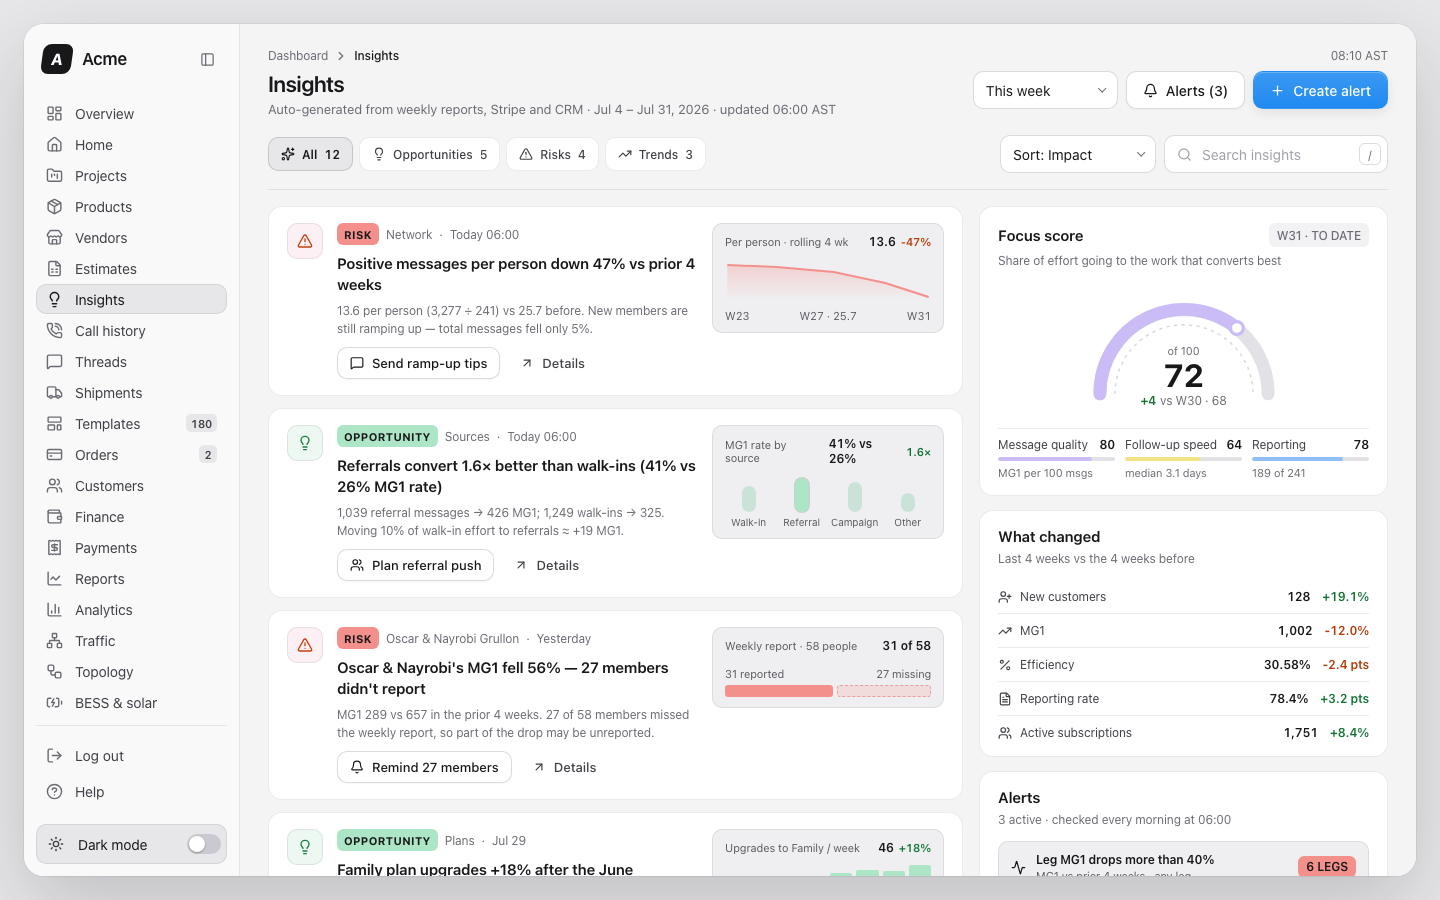 A Acme
Overview
Home
Projects
Products
Vendors
Estimates
Insights
Call history
Threads
Shipments
Templates 180
Orders 2
Customers
Finance
Payments
Reports
Analytics
Traffic
Topology
BESS & solar
Log out
Help
Dark mode
Dashboard > Insights
08:10 AST
Insights
Auto-generated from weekly reports, Stripe and CRM · Jul 4 – Jul 31, 2026 · updated 06:00 AST
This week
Alerts (3)
+ Create alert
All 12
Opportunities 5
Risks 4
Trends 3
Sort: Impact
Search insights /
RISK Network · Today 06:00
Positive messages per person down 47% vs prior 4
weeks
13.6 per person (3,277 ÷ 241) vs 25.7 before. New members are
still ramping up — total messages fell only 5%.
Send ramp-up tips
Details
Per person · rolling 4 wk 13.6 -47%
W23 W27 · 25.7 W31
OPPORTUNITY Sources · Today 06:00
Referrals convert 1.6× better than walk-ins (41% vs
26% MG1 rate)
1,039 referral messages → 426 MG1; 1,249 walk-ins → 325.
Moving 10% of walk-in effort to referrals ≈ +19 MG1.
Plan referral push
Details
MG1 rate by
source
41% vs
26%
1.6×
Walk-in Referral Campaign Other
RISK Oscar & Nayrobi Grullon · Yesterday
Oscar & Nayrobi's MG1 fell 56% — 27 members
didn't report
MG1 289 vs 657 in the prior 4 weeks. 27 of 58 members missed
the weekly report, so part of the drop may be unreported.
Remind 27 members
Details
Weekly report · 58 people 31 of 58
31 reported 27 missing
OPPORTUNITY Plans · Jul 29
Family plan upgrades +18% after the June
Upgrades to Family / week 46 +18%
Focus score
W31 · TO DATE
Share of effort going to the work that converts best
of 100
72
+4 vs W30 · 68
Message quality 80
MG1 per 100 msgs
Follow-up speed 64
median 3.1 days
Reporting 78
189 of 241
What changed
Last 4 weeks vs the 4 weeks before
New customers 128 +19.1%
MG1 1,002 -12.0%
Efficiency 30.58% -2.4 pts
Reporting rate 78.4% +3.2 pts
Active subscriptions 1,751 +8.4%
Alerts
3 active · checked every morning at 06:00
Leg MG1 drops more than 40%
MG1 vs prior 4 weeks · any leg
6 LEGS